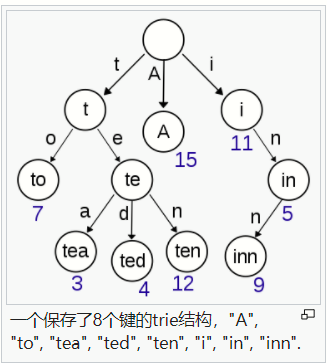 t
A
i
t
A
15
i
11
o
e
n
to
7
te
in
5
a
d
n
n
tea
3
ted
4
ten
12
inn
9
一个保存了8个键的trie结构，"A",
"to", "tea", "ted", "ten", "i", "in", "inn".